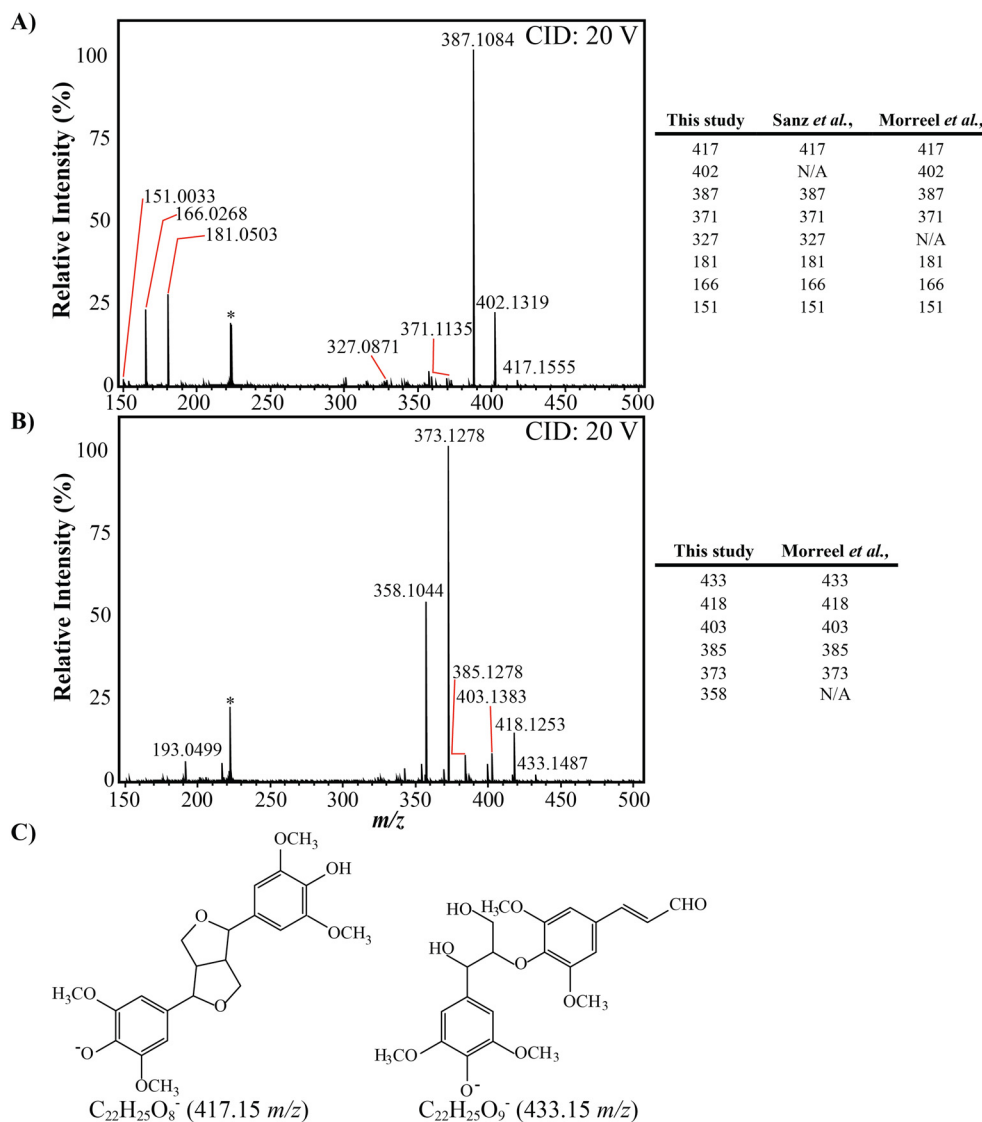 A)
CID: 20 V
387.1084
100
75
50
25
0
Relative Intensity (%)
151.0033
166.0268
181.0503
*
327.0871
371.1135
402.1319
417.1555
150 200 250 300 350 400 450 500
This study Sanz et al., Morreel et al.,
417 417 417
402 N/A 402
387 387 387
371 371 371
327 327 N/A
181 181 181
166 166 166
151 151 151
B)
CID: 20 V
373.1278
100
75
50
25
0
Relative Intensity (%)
358.1044
385.1278
403.1383
418.1253
433.1487
*
193.0499
150 200 250 300 350 400 450 500
m/z
This study Morreel et al.,
433 433
418 418
403 403
385 385
373 373
358 N/A
C)
OCH3
OH
O
OCH3
H3CO
O
-O
OCH3
C22H25O8- (417.15 m/z)
CHO
HO
H3CO
HO
O
OCH3
H3CO
OCH3
O-
C22H25O9- (433.15 m/z)